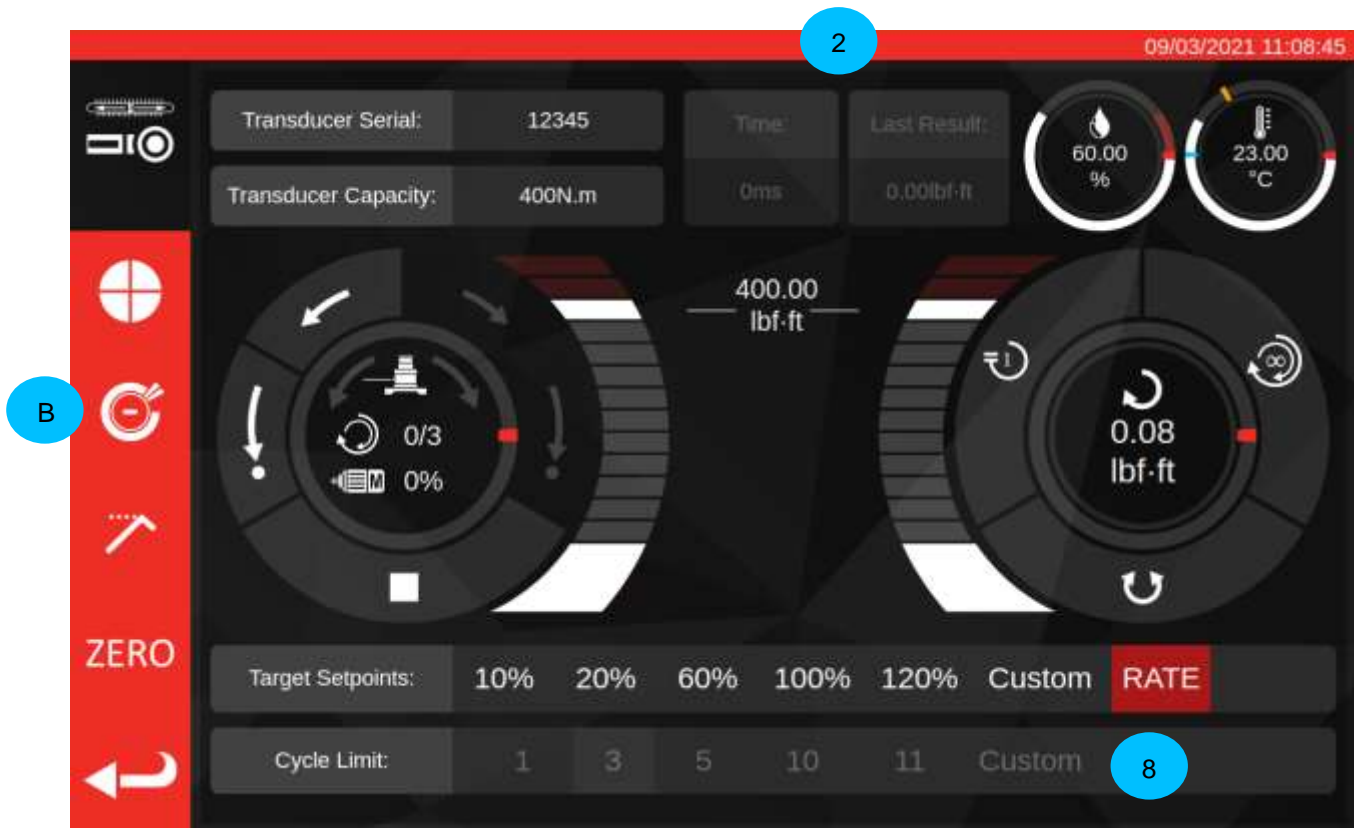 2
09/03/2021 11:08:45
Transducer Serial: 12345
Time: Last Result:
60.00
%
23.00
°C
Transducer Capacity: 400N.m
0ms 0.00lbf·ft
400.00
lbf·ft
1
∞
B
0/3
M 0%
0.08
lbf·ft
ZERO
Target Setpoints: 10% 20% 60% 100% 120% Custom RATE
Cycle Limit: 1 3 5 10 11 Custom 8